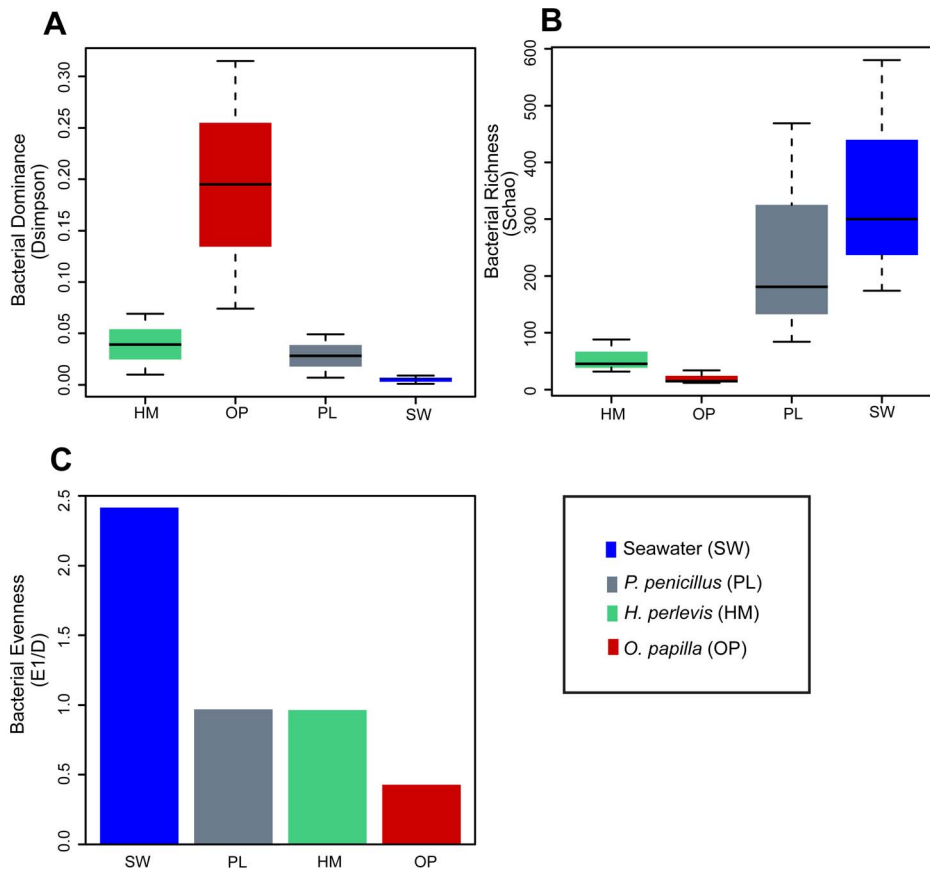 A
Bacterial Dominance
(Dsimpson)
0.30
0.25
0.20
0.15
0.10
0.05
0.00
HM OP PL SW
B
Bacterial Richness
(Schao)
600
500
400
300
200
100
0
HM OP PL SW
C
Bacterial Evenness
(E1/D)
2.5
2.0
1.5
1.0
0.5
0.0
SW PL HM OP
Seawater (SW)
P. penicillus (PL)
H. perlevis (HM)
O. papilla (OP)